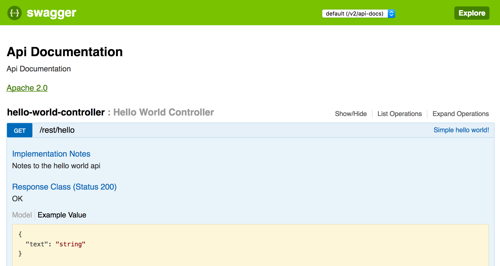 swagger
default (/v2/api-docs)
Explore
Api Documentation
Api Documentation
Apache 2.0
hello-world-controller : Hello World Controller
Show/Hide | List Operations | Expand Operations
GET /rest/hello Simple hello world!
Implementation Notes
Notes to the hello world api
Response Class (Status 200)
OK
Model Example Value
{
"text": "string"
}